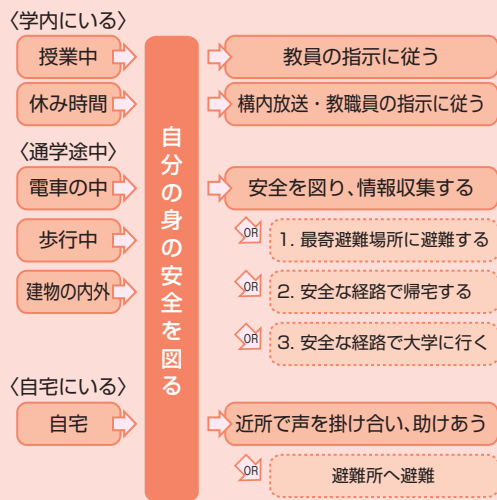 〈学内にいる〉
授業中
教員の指示に従う
休み時間
構内放送・教職員の指示に従う
自分の身の安全を図る
〈通学途中〉
電車の中
安全を図り、情報収集する
歩行中
OR
1. 最寄避難場所に避難する
建物の内外
OR
2. 安全な経路で帰宅する
OR
3. 安全な経路で大学に行く
〈自宅にいる〉
自宅
近所で声を掛け合い、助けあう
OR
避難所へ避難